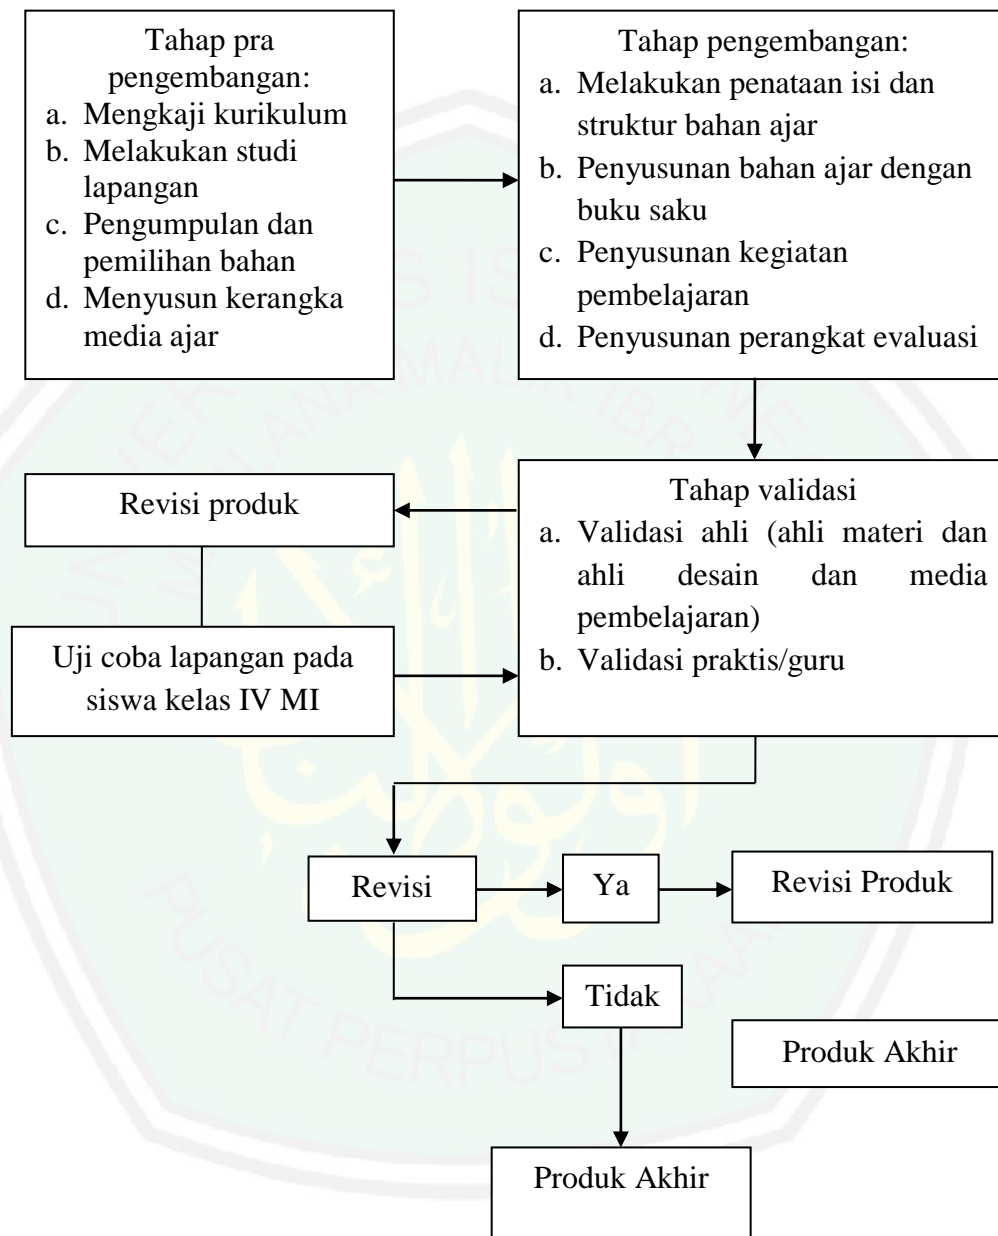 Tahap pra
pengembangan:
a. Mengkaji kurikulum
b. Melakukan studi
lapangan
c. Pengumpulan dan
pemilihan bahan
d. Menyusun kerangka
media ajar
Tahap pengembangan:
a. Melakukan penataan isi dan
struktur bahan ajar
b. Penyusunan bahan ajar dengan
buku saku
c. Penyusunan kegiatan
pembelajaran
d. Penyusunan perangkat evaluasi
Revisi produk
Tahap validasi
a. Validasi ahli (ahli materi dan
ahli desain dan media
pembelajaran)
b. Validasi praktis/guru
Uji coba lapangan pada
siswa kelas IV MI
Revisi
Ya
Revisi Produk
Tidak
Produk Akhir
Produk Akhir